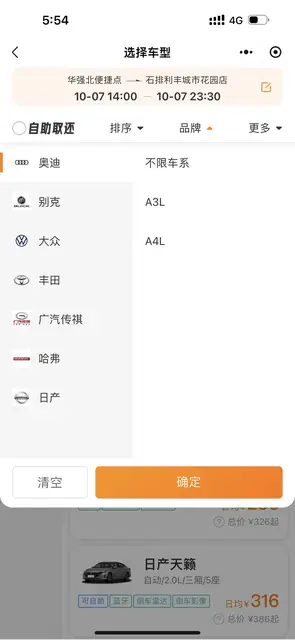 5:54
4G
选择车型
华强北便捷点
石排利丰城市花园店
10-07 14:00 — 10-07 23:30
自助取还
排序
品牌
更多
奥迪
不限车系
别克
A3L
大众
A4L
丰田
广汽传祺
哈弗
日产
清空
确定
总价 ¥326起
日产天籁
自动/2.0L/三厢/5座
可自助
蓝牙
倒车雷达
倒车影像
日均¥316
总价 ¥386起